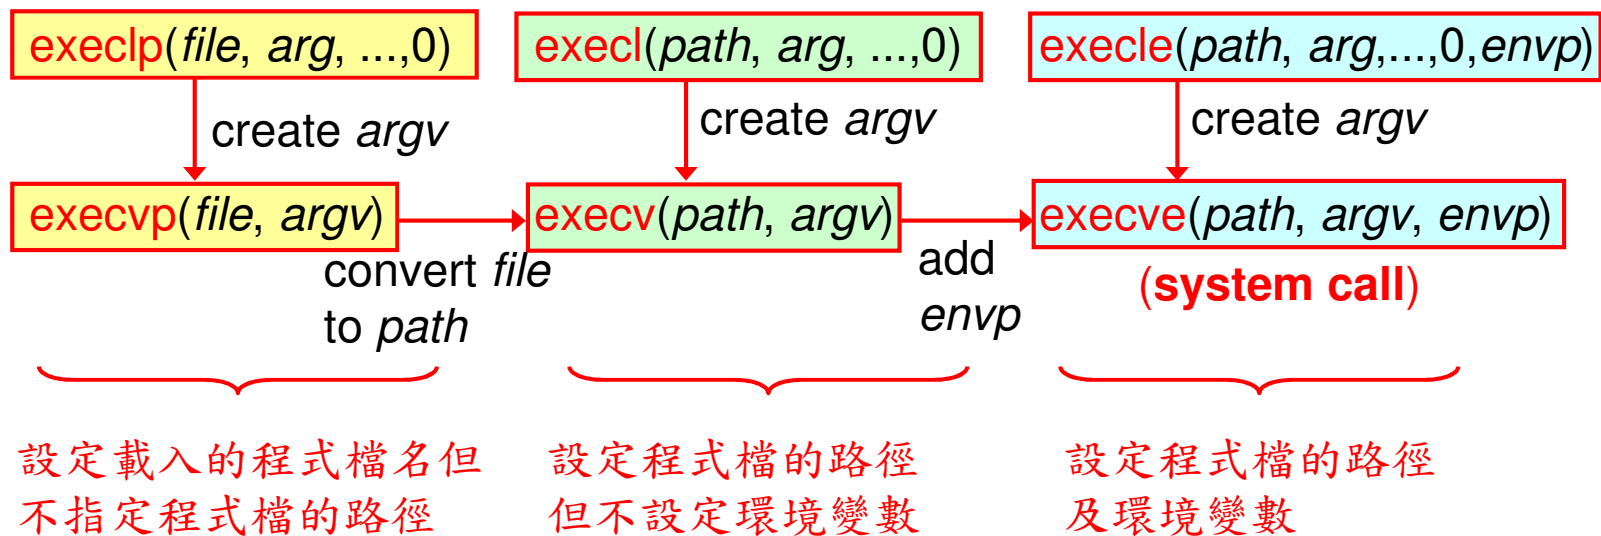 execlp(file, arg, ...,0)
execl(path, arg, ...,0)
execle(path, arg,...,0,envp)
create argv
create argv
create argv
execvp(file, argv)
execv(path, argv)
execve(path, argv, envp)
convert file
to path
add
envp
(system call)
設定載入的程式檔名但
不指定程式檔的路徑
設定程式檔的路徑
但不設定環境變數
設定程式檔的路徑
及環境變數